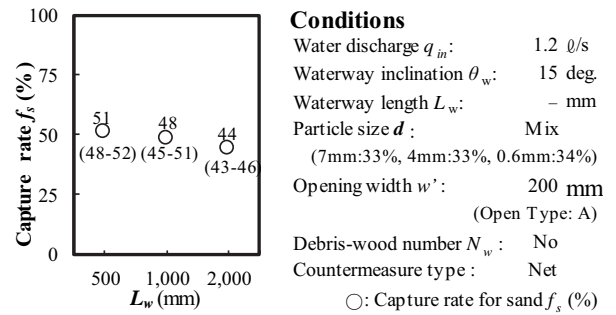 Capture rate f_s (%)
100
75
50
25
0
51
(48-52)
48
(45-51)
44
(43-46)
500 1,000 2,000
L_w (mm)
Conditions
Water discharge q_in: 1.2 ℓ/s
Waterway inclination θ_w: 15 deg.
Waterway length L_w: – mm
Particle size d: Mix
(7mm:33%, 4mm:33%, 0.6mm:34%)
Opening width w’: 200 mm
(Open Type: A)
Debris-wood number N_w: No
Countermeasure type: Net
○: Capture rate for sand f_s (%)